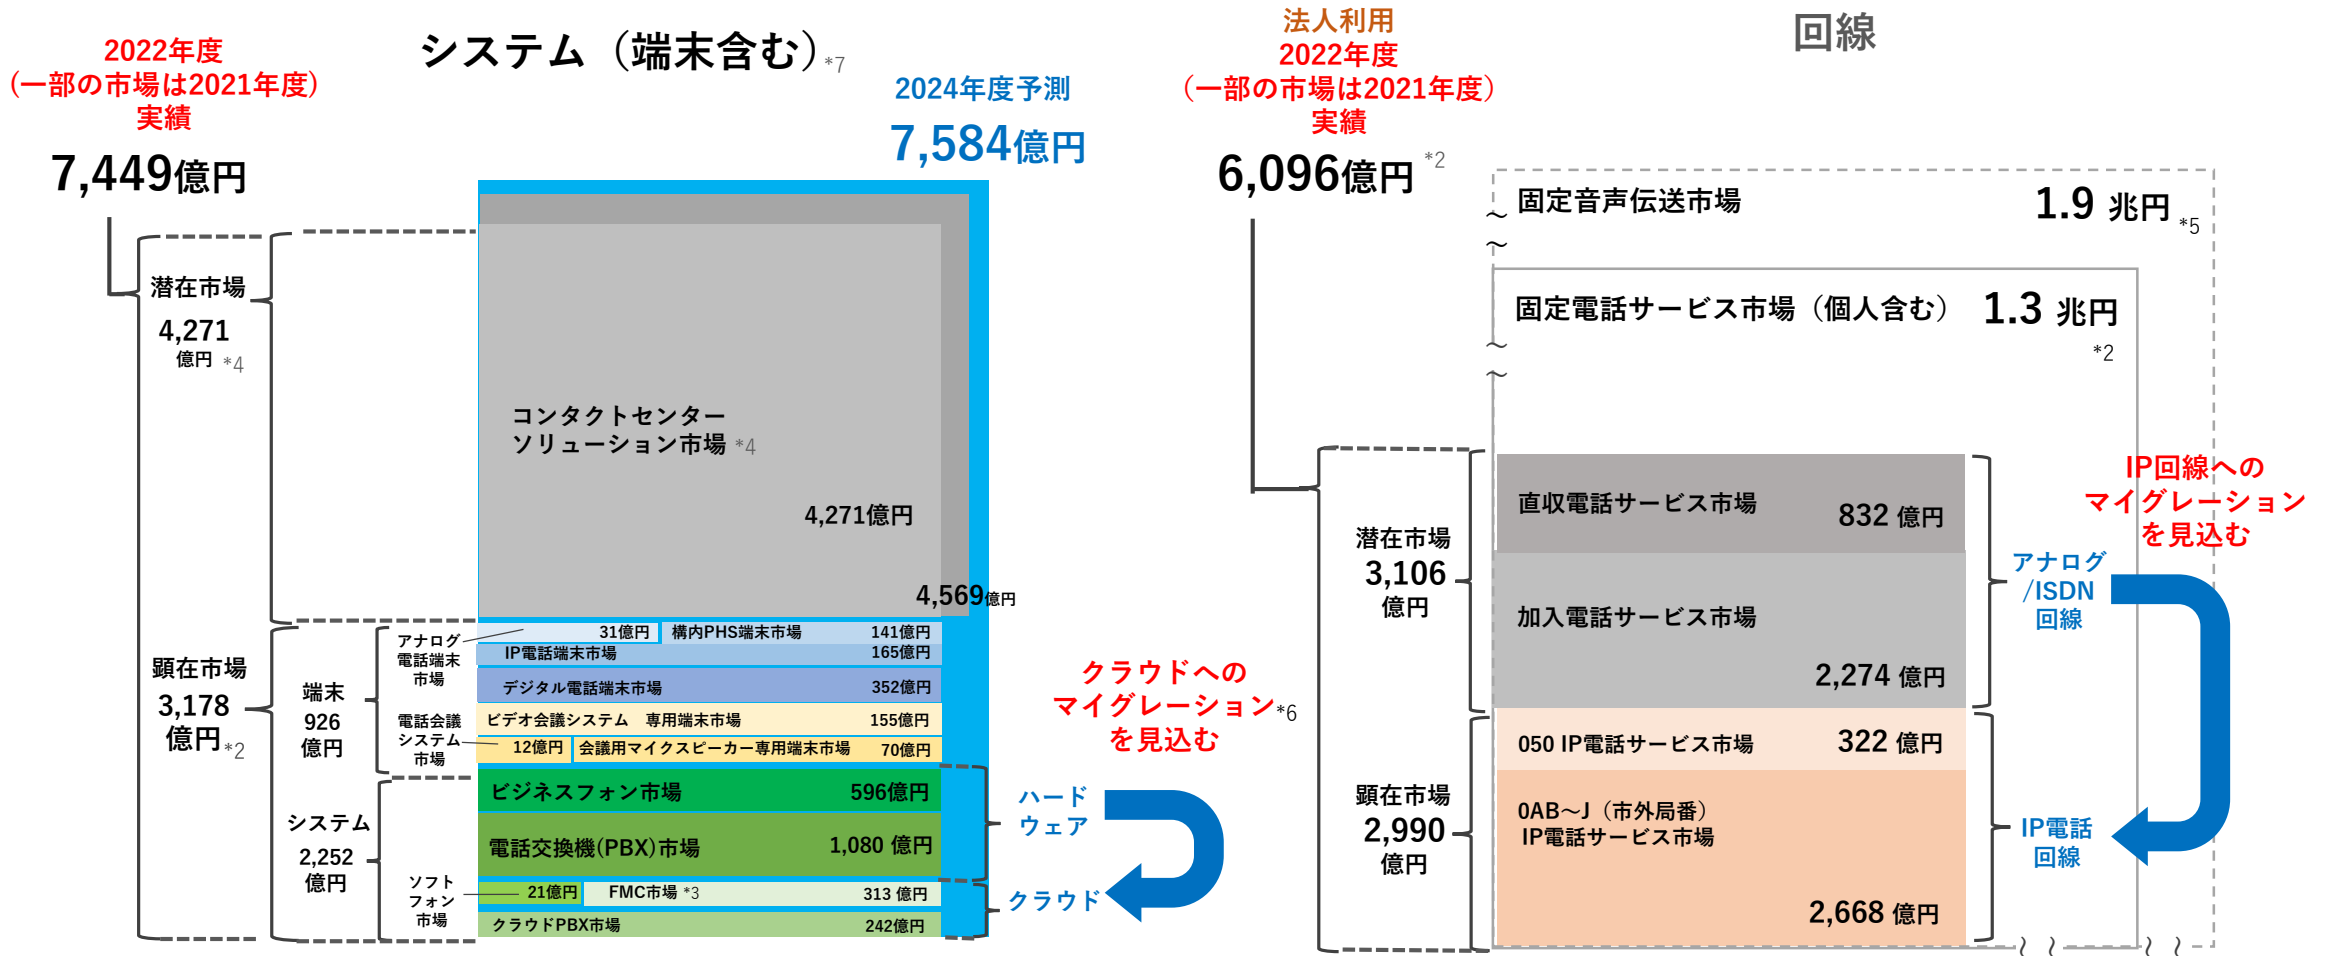 システム（端末含む）*7
2022年度
（一部の市場は2021年度）
実績
7,449億円
2024年度予測
7,584億円
潜在市場
4,271
億円 *4
コンタクトセンター
ソリューション市場 *4
4,271億円
4,569億円
顕在市場
3,178
億円*2
端末
926
億円
アナログ
電話端末
市場
31億円
構内PHS端末市場 141億円
IP電話端末市場 165億円
デジタル電話端末市場 352億円
ビデオ会議システム 専用端末市場 155億円
電話会議
システム
市場
12億円
会議用マイクスピーカー専用端末市場 70億円
システム
2,252
億円
ビジネスフォン市場 596億円
電話交換機(PBX)市場 1,080 億円
ソフト
フォン
市場
21億円
FMC市場 *3 313 億円
クラウドPBX市場 242億円
ハード
ウェア
クラウド
クラウドへの
マイグレーション*6
を見込む
回線
法人利用
2022年度
（一部の市場は2021年度）
実績
6,096億円 *2
固定音声伝送市場 1.9 兆円 *5
固定電話サービス市場（個人含む） 1.3 兆円
*2
潜在市場
3,106
億円
直収電話サービス市場 832 億円
加入電話サービス市場
2,274 億円
顕在市場
2,990
億円
050 IP電話サービス市場 322 億円
0AB～J（市外局番）
IP電話サービス市場
2,668 億円
アナログ
/ISDN
回線
IP電話
回線
IP回線への
マイグレーション
を見込む